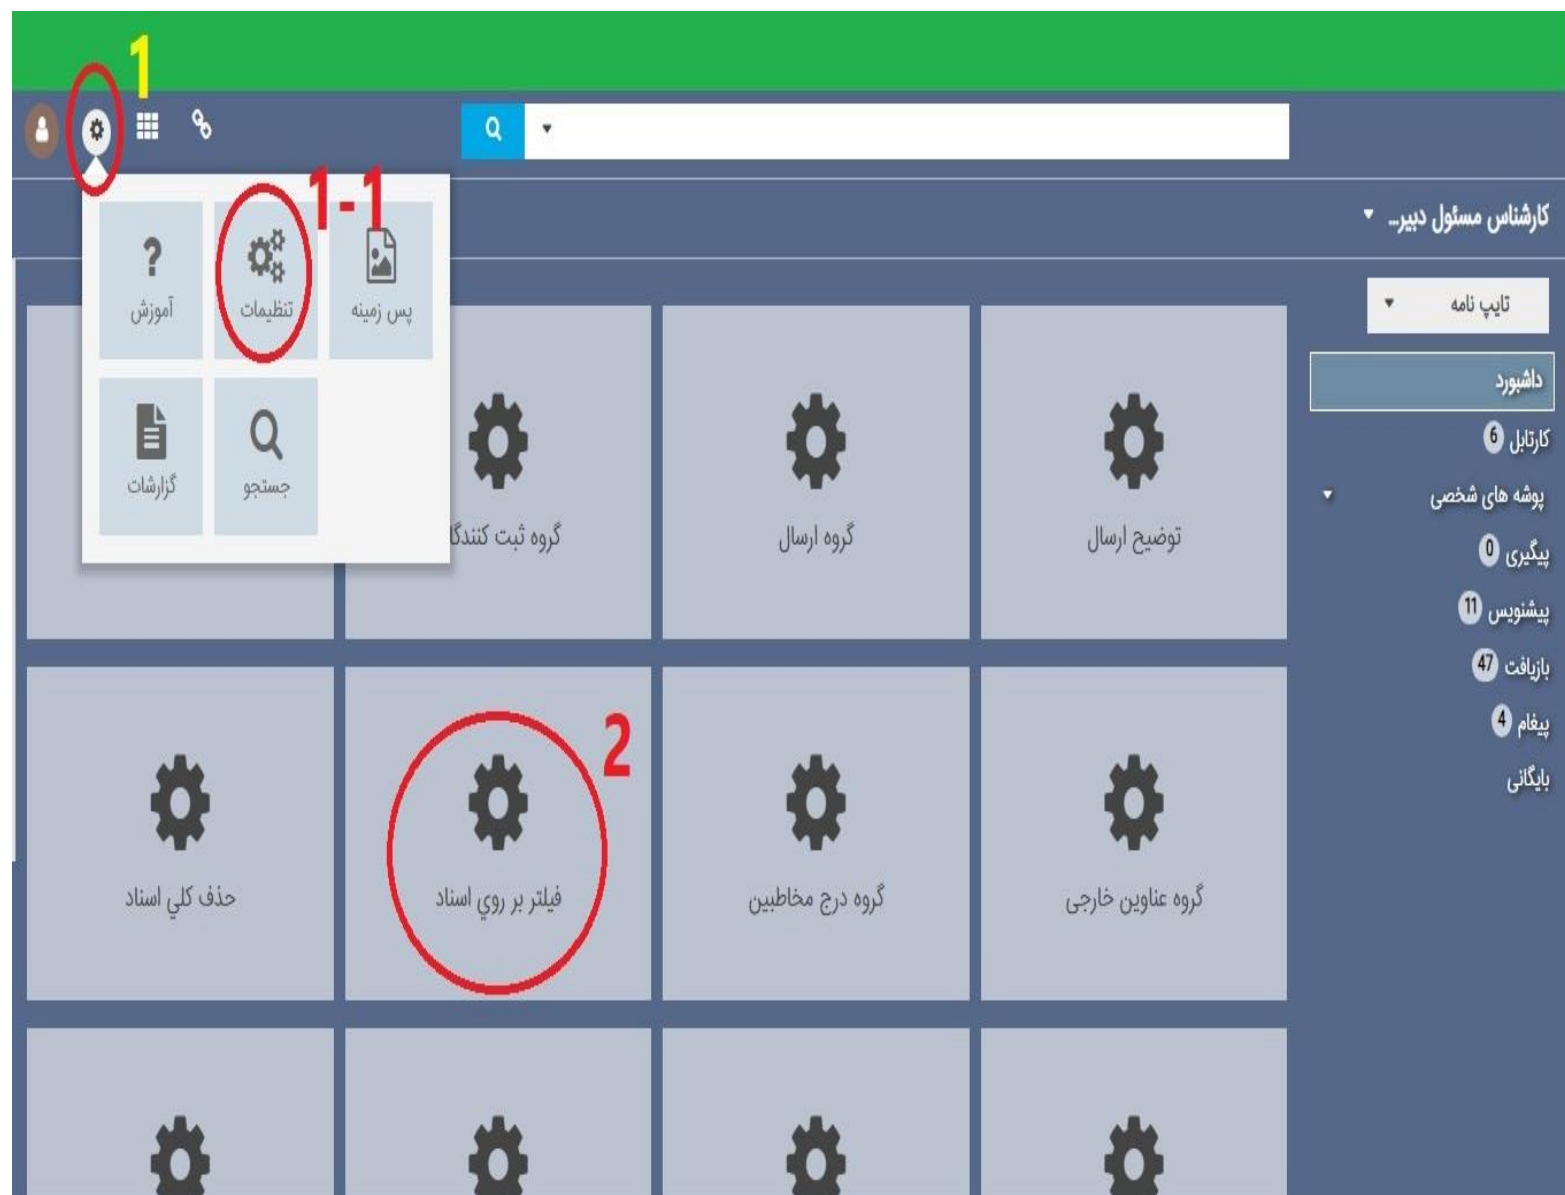 1
1-1
کارشناس مسئول دبیر...
تایپ نامه
داشبورد
کارتابل 6
پوشه های شخصی
پیگیری 0
پیشنویس 11
بازیافت 47
پیغام 4
بایگانی
پس زمینه
تنظیمات
آموزش
جستجو
گزارشات
توضیح ارسال
گروه ارسال
گروه ثبت کنندگا
2
گروه عناوین خارجی
گروه درج مخاطبین
فیلتر بر روي اسناد
حذف کلي اسناد